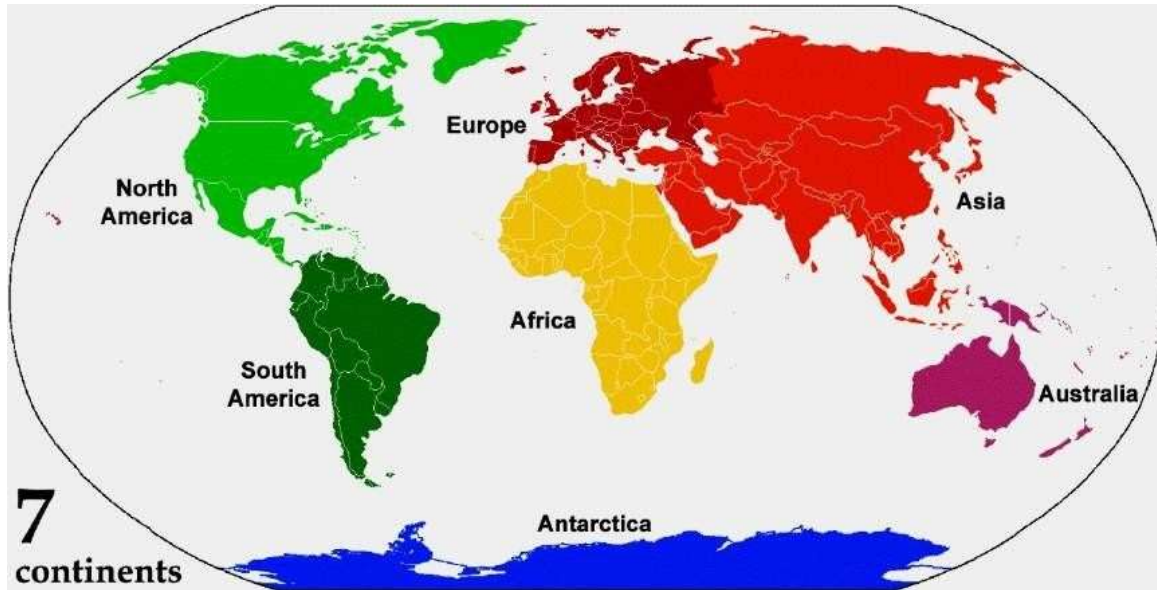 Europe
North
America
Asia
Africa
South
America
Australia
7
continents
Antarctica